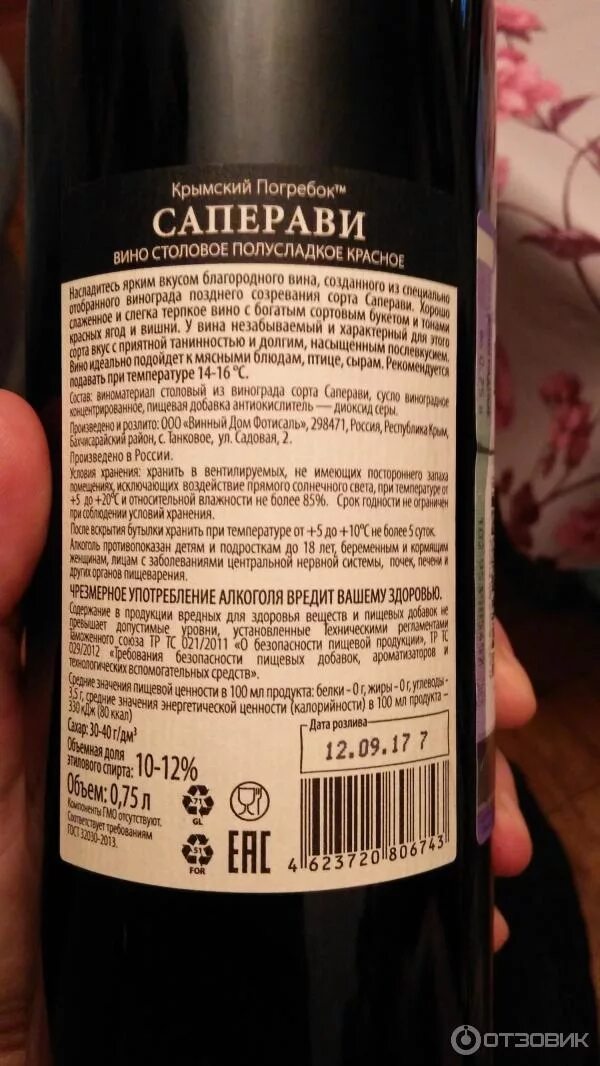 Крымский Погребок™
САПЕРАВИ
ВИНО СТОЛОВОЕ ПОЛУСЛАДКОЕ КРАСНОЕ
Насладитесь ярким вкусом благородного вина, созданного из специально
отобранного винограда позднего созревания сорта Саперави. Хорошо
слаженное и слегка терпкое вино с богатым сортовым букетом и тонами
красных ягод и вишни. У вина незабываемый и характерный для этого
сорта вкус с приятной танинностью и долгим, насыщенным послевкусием.
Вино идеально подойдет к мясными блюдам, птице, сырам. Рекомендуется
подавать при температуре 14-16 °С.
Состав: виноматериал столовый из винограда сорта Саперави, сусло виноградное
концентрированное, пищевая добавка антиокислитель — диоксид серы.
Произведено и розлито: ООО «Винный Дом Фотисаль», 298471, Россия, Республика Крым,
Бахчисарайский район, с. Танковое, ул. Садовая, 2.
Произведено в России.
Условия хранения: хранить в вентилируемых, не имеющих постороннего запаха
помещениях, исключающих воздействие прямого солнечного света, при температуре от
+5 до +20°С и относительной влажности не более 85%. Срок годности не ограничен
при соблюдении условий хранения.
После вскрытия бутылки хранить при температуре от +5 до +10°С не более 5 суток.
Алкоголь противопоказан детям и подросткам до 18 лет, беременным и кормящим
женщинам, лицам с заболеваниями центральной нервной системы, почек, печени и
других органов пищеварения.
ЧРЕЗМЕРНОЕ УПОТРЕБЛЕНИЕ АЛКОГОЛЯ ВРЕДИТ ВАШЕМУ ЗДОРОВЬЮ.
Содержание в продукции вредных для здоровья веществ и пищевых добавок не
превышает допустимые уровни, установленные Техническими регламентами
Таможенного союза ТР ТС 021/2011 «О безопасности пищевой продукции», ТР ТС
029/2012 «Требования безопасности пищевых добавок, ароматизаторов и
технологических вспомогательных средств».
Средние значения пищевой ценности в 100 мл продукта: белки - 0 г, жиры - 0 г, углеводы -
3,5 г, средние значения энергетической ценности (калорийности) в 100 мл продукта –
330 кДж (80 ккал)
Сахар: 30-40 г/дм³
Объемная доля
этилового спирта: 10-12%
Объем: 0,75 л
Компоненты ГМО отсутствуют.
Соответствует требованиям
ГОСТ 32030-2013.
71
GL
51
FOR
EAC
Дата розлива
12.09.17 7
4 623720 806743
ОТЗОВИК